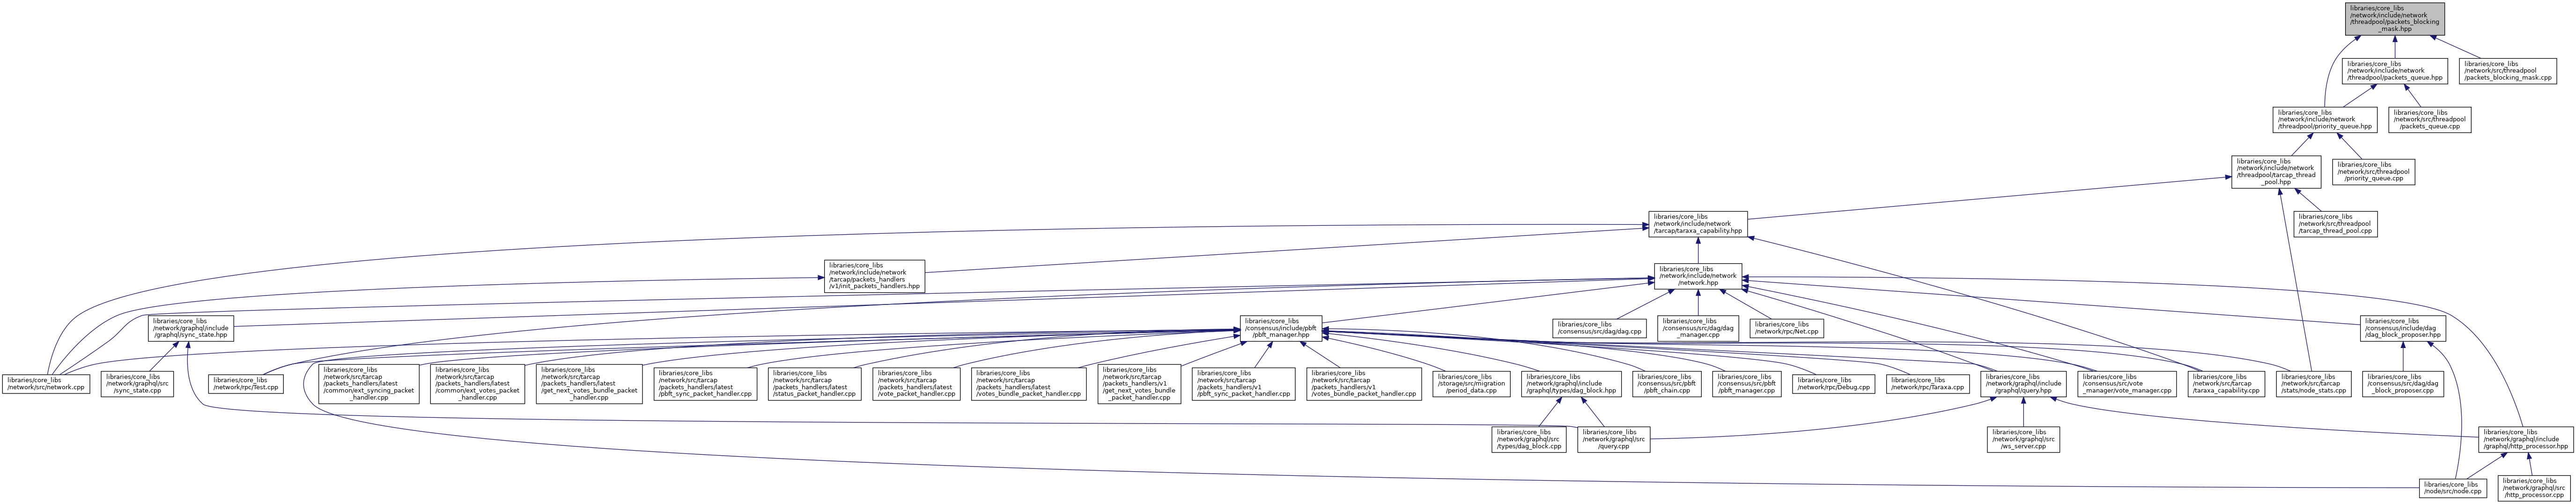 libraries/core_libs
/network/include/network
/threadpool/packets_blocking
_mask.hpp
libraries/core_libs
/network/include/network
/threadpool/packets_queue.hpp
libraries/core_libs
/network/src/threadpool
/packets_blocking_mask.cpp
libraries/core_libs
/network/include/network
/threadpool/priority_queue.hpp
libraries/core_libs
/network/src/threadpool
/packets_queue.cpp
libraries/core_libs
/network/include/network
/threadpool/tarcap_thread
_pool.hpp
libraries/core_libs
/network/src/threadpool
/priority_queue.cpp
libraries/core_libs
/network/include/network
/tarcap/taraxa_capability.hpp
libraries/core_libs
/network/src/threadpool
/tarcap_thread_pool.cpp
libraries/core_libs
/network/include/network
/tarcap/packets_handlers
/v1/init_packets_handlers.hpp
libraries/core_libs
/network/include/network
/network.hpp
libraries/core_libs
/network/graphql/include
/graphql/sync_state.hpp
libraries/core_libs
/consensus/include/pbft
/pbft_manager.hpp
libraries/core_libs
/consensus/src/dag/dag.cpp
libraries/core_libs
/consensus/src/dag/dag
_manager.cpp
libraries/core_libs
/network/rpc/Net.cpp
libraries/core_libs
/consensus/include/dag
/dag_block_proposer.hpp
libraries/core_libs
/network/src/network.cpp
libraries/core_libs
/network/graphql/src
/sync_state.cpp
libraries/core_libs
/network/rpc/Test.cpp
libraries/core_libs
/network/src/tarcap
/packets_handlers/latest
/common/ext_syncing_packet
_handler.cpp
libraries/core_libs
/network/src/tarcap
/packets_handlers/latest
/common/ext_votes_packet
_handler.cpp
libraries/core_libs
/network/src/tarcap
/packets_handlers/latest
/get_next_votes_bundle_packet
_handler.cpp
libraries/core_libs
/network/src/tarcap
/packets_handlers/latest
/pbft_sync_packet_handler.cpp
libraries/core_libs
/network/src/tarcap
/packets_handlers/latest
/status_packet_handler.cpp
libraries/core_libs
/network/src/tarcap
/packets_handlers/latest
/vote_packet_handler.cpp
libraries/core_libs
/network/src/tarcap
/packets_handlers/latest
/votes_bundle_packet_handler.cpp
libraries/core_libs
/network/src/tarcap
/packets_handlers/v1
/get_next_votes_bundle
_packet_handler.cpp
libraries/core_libs
/network/src/tarcap
/packets_handlers/v1
/pbft_sync_packet_handler.cpp
libraries/core_libs
/network/src/tarcap
/packets_handlers/v1
/votes_bundle_packet_handler.cpp
libraries/core_libs
/storage/src/migration
/period_data.cpp
libraries/core_libs
/network/graphql/include
/graphql/types/dag_block.hpp
libraries/core_libs
/consensus/src/pbft
/pbft_chain.cpp
libraries/core_libs
/consensus/src/pbft
/pbft_manager.cpp
libraries/core_libs
/network/rpc/Debug.cpp
libraries/core_libs
/network/rpc/Taraxa.cpp
libraries/core_libs
/network/graphql/include
/graphql/query.hpp
libraries/core_libs
/consensus/src/vote
_manager/vote_manager.cpp
libraries/core_libs
/network/src/tarcap
/taraxa_capability.cpp
libraries/core_libs
/network/src/tarcap
/stats/node_stats.cpp
libraries/core_libs
/consensus/src/dag/dag
_block_proposer.cpp
libraries/core_libs
/network/graphql/src
/types/dag_block.cpp
libraries/core_libs
/network/graphql/src
/query.cpp
libraries/core_libs
/network/graphql/src
/ws_server.cpp
libraries/core_libs
/network/graphql/include
/graphql/http_processor.hpp
libraries/core_libs
/node/src/node.cpp
libraries/core_libs
/network/graphql/src
/http_processor.cpp